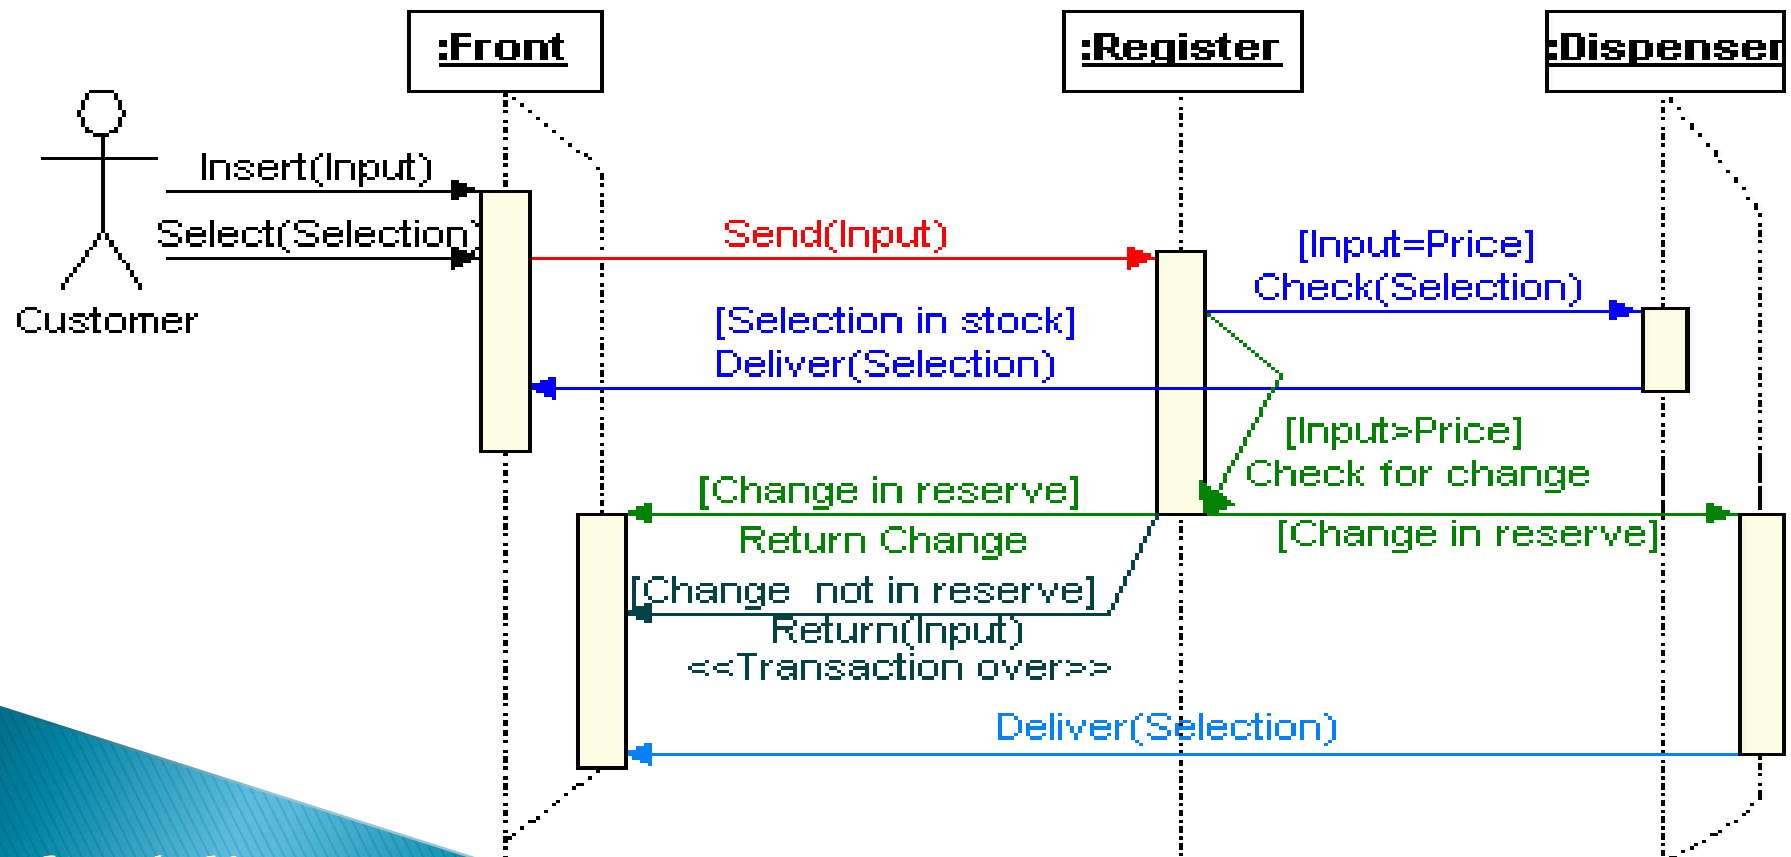 :Front
:Register
:Dispenser
Insert(Input)
Select(Selection)
Customer
Send(Input)
[Input=Price]
Check(Selection)
[Selection in stock]
Deliver(Selection)
[Input>Price]
Check for change
[Change in reserve]
Return Change
[Change in reserve]
[Change not in reserve]
Return(Input)
<<Transaction over>>
Deliver(Selection)